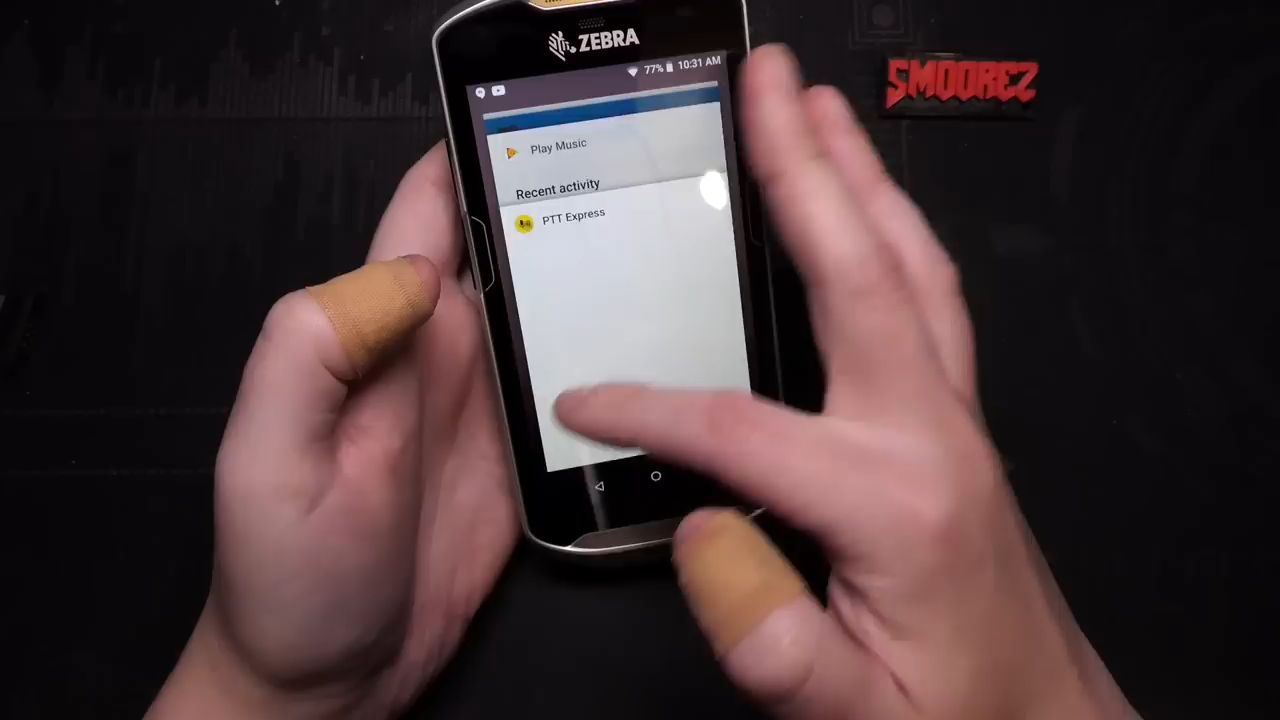 ZEBRA
77% 10:31 AM
SMOOREZ
Play Music
Recent activity
PTT Express